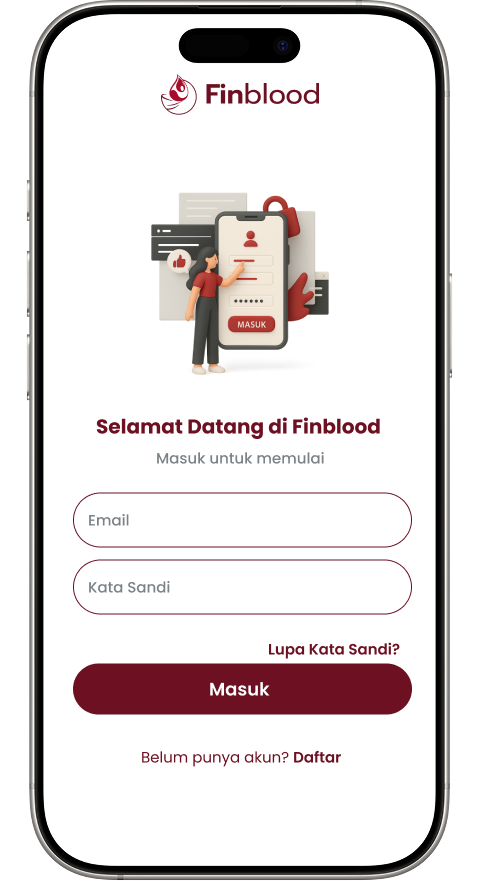 Finblood
MASUK
Selamat Datang di Finblood
Masuk untuk memulai
Email
Kata Sandi
Lupa Kata Sandi?
Masuk
Belum punya akun? Daftar